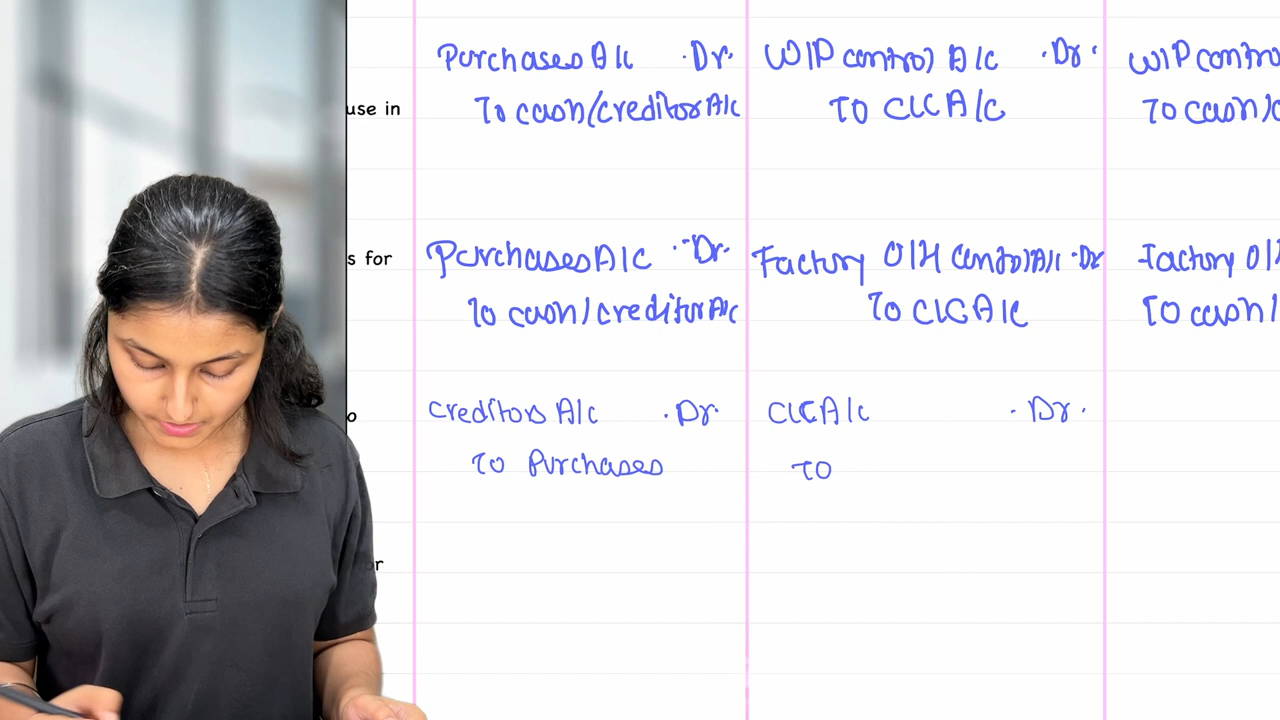 Purchases A/c .Dr.
To cash/creditor A/c
WIP control A/c .Dr.
TO CLC A/c
WIP contro
To cash/c
use in
s for
Purchases A/c .Dr.
To cash/creditor A/c
Factory O/H Control A/c .Dr
To CLC A/c
Factory O/H
To cash/
Creditors A/c .Dr.
To Purchases
CLC A/c .Dr.
TO
o
or